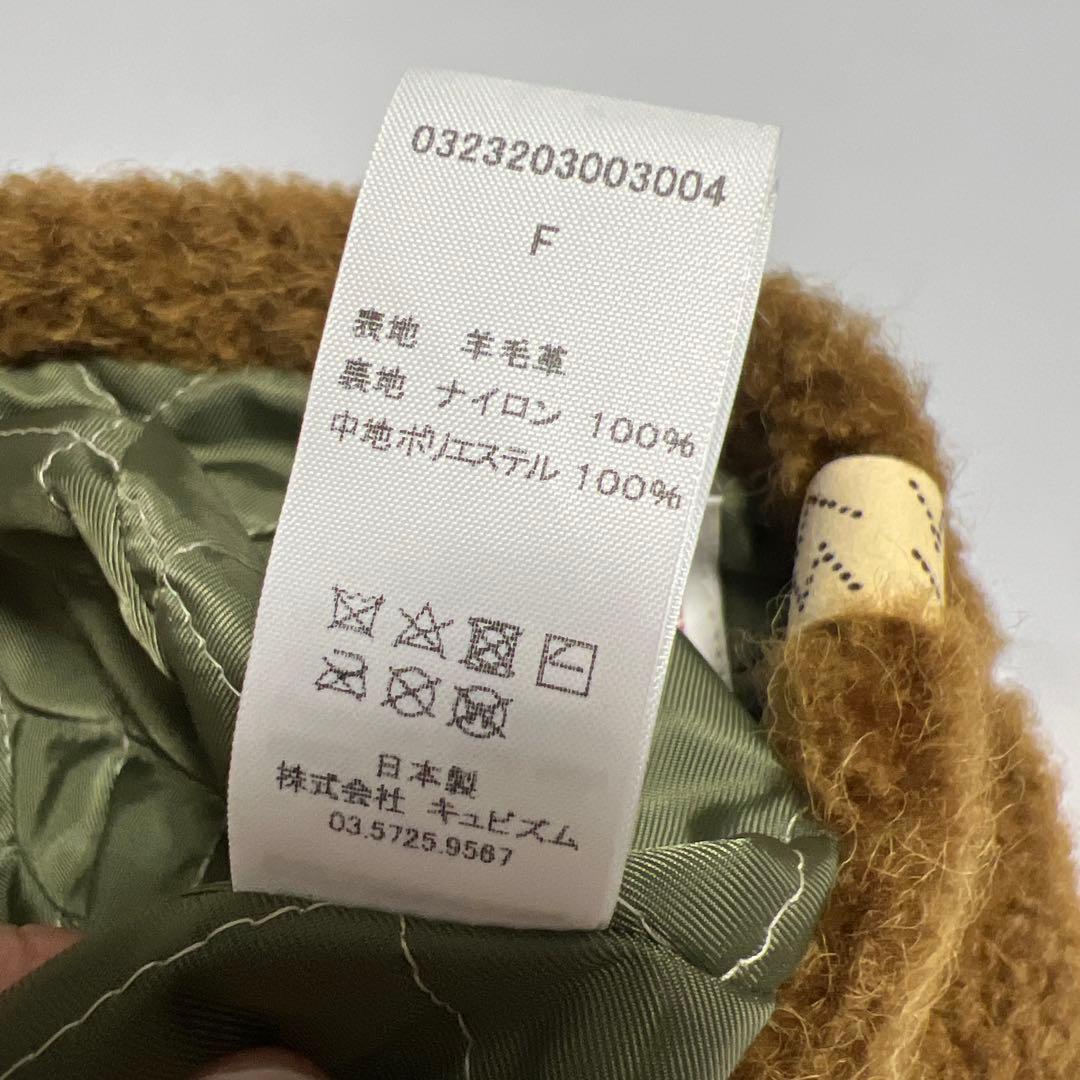 0323203003004
F
表地 羊毛革
裏地 ナイロン 100%
中地ポリエステル 100%
日本製
株式会社 キュビズム
03.5725.9567